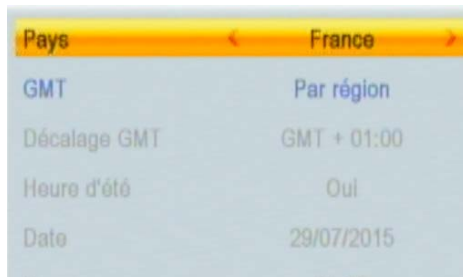 Pays < France >
GMT Par région
Décalage GMT GMT + 01:00
Heure d'été Oui
Date 29/07/2015